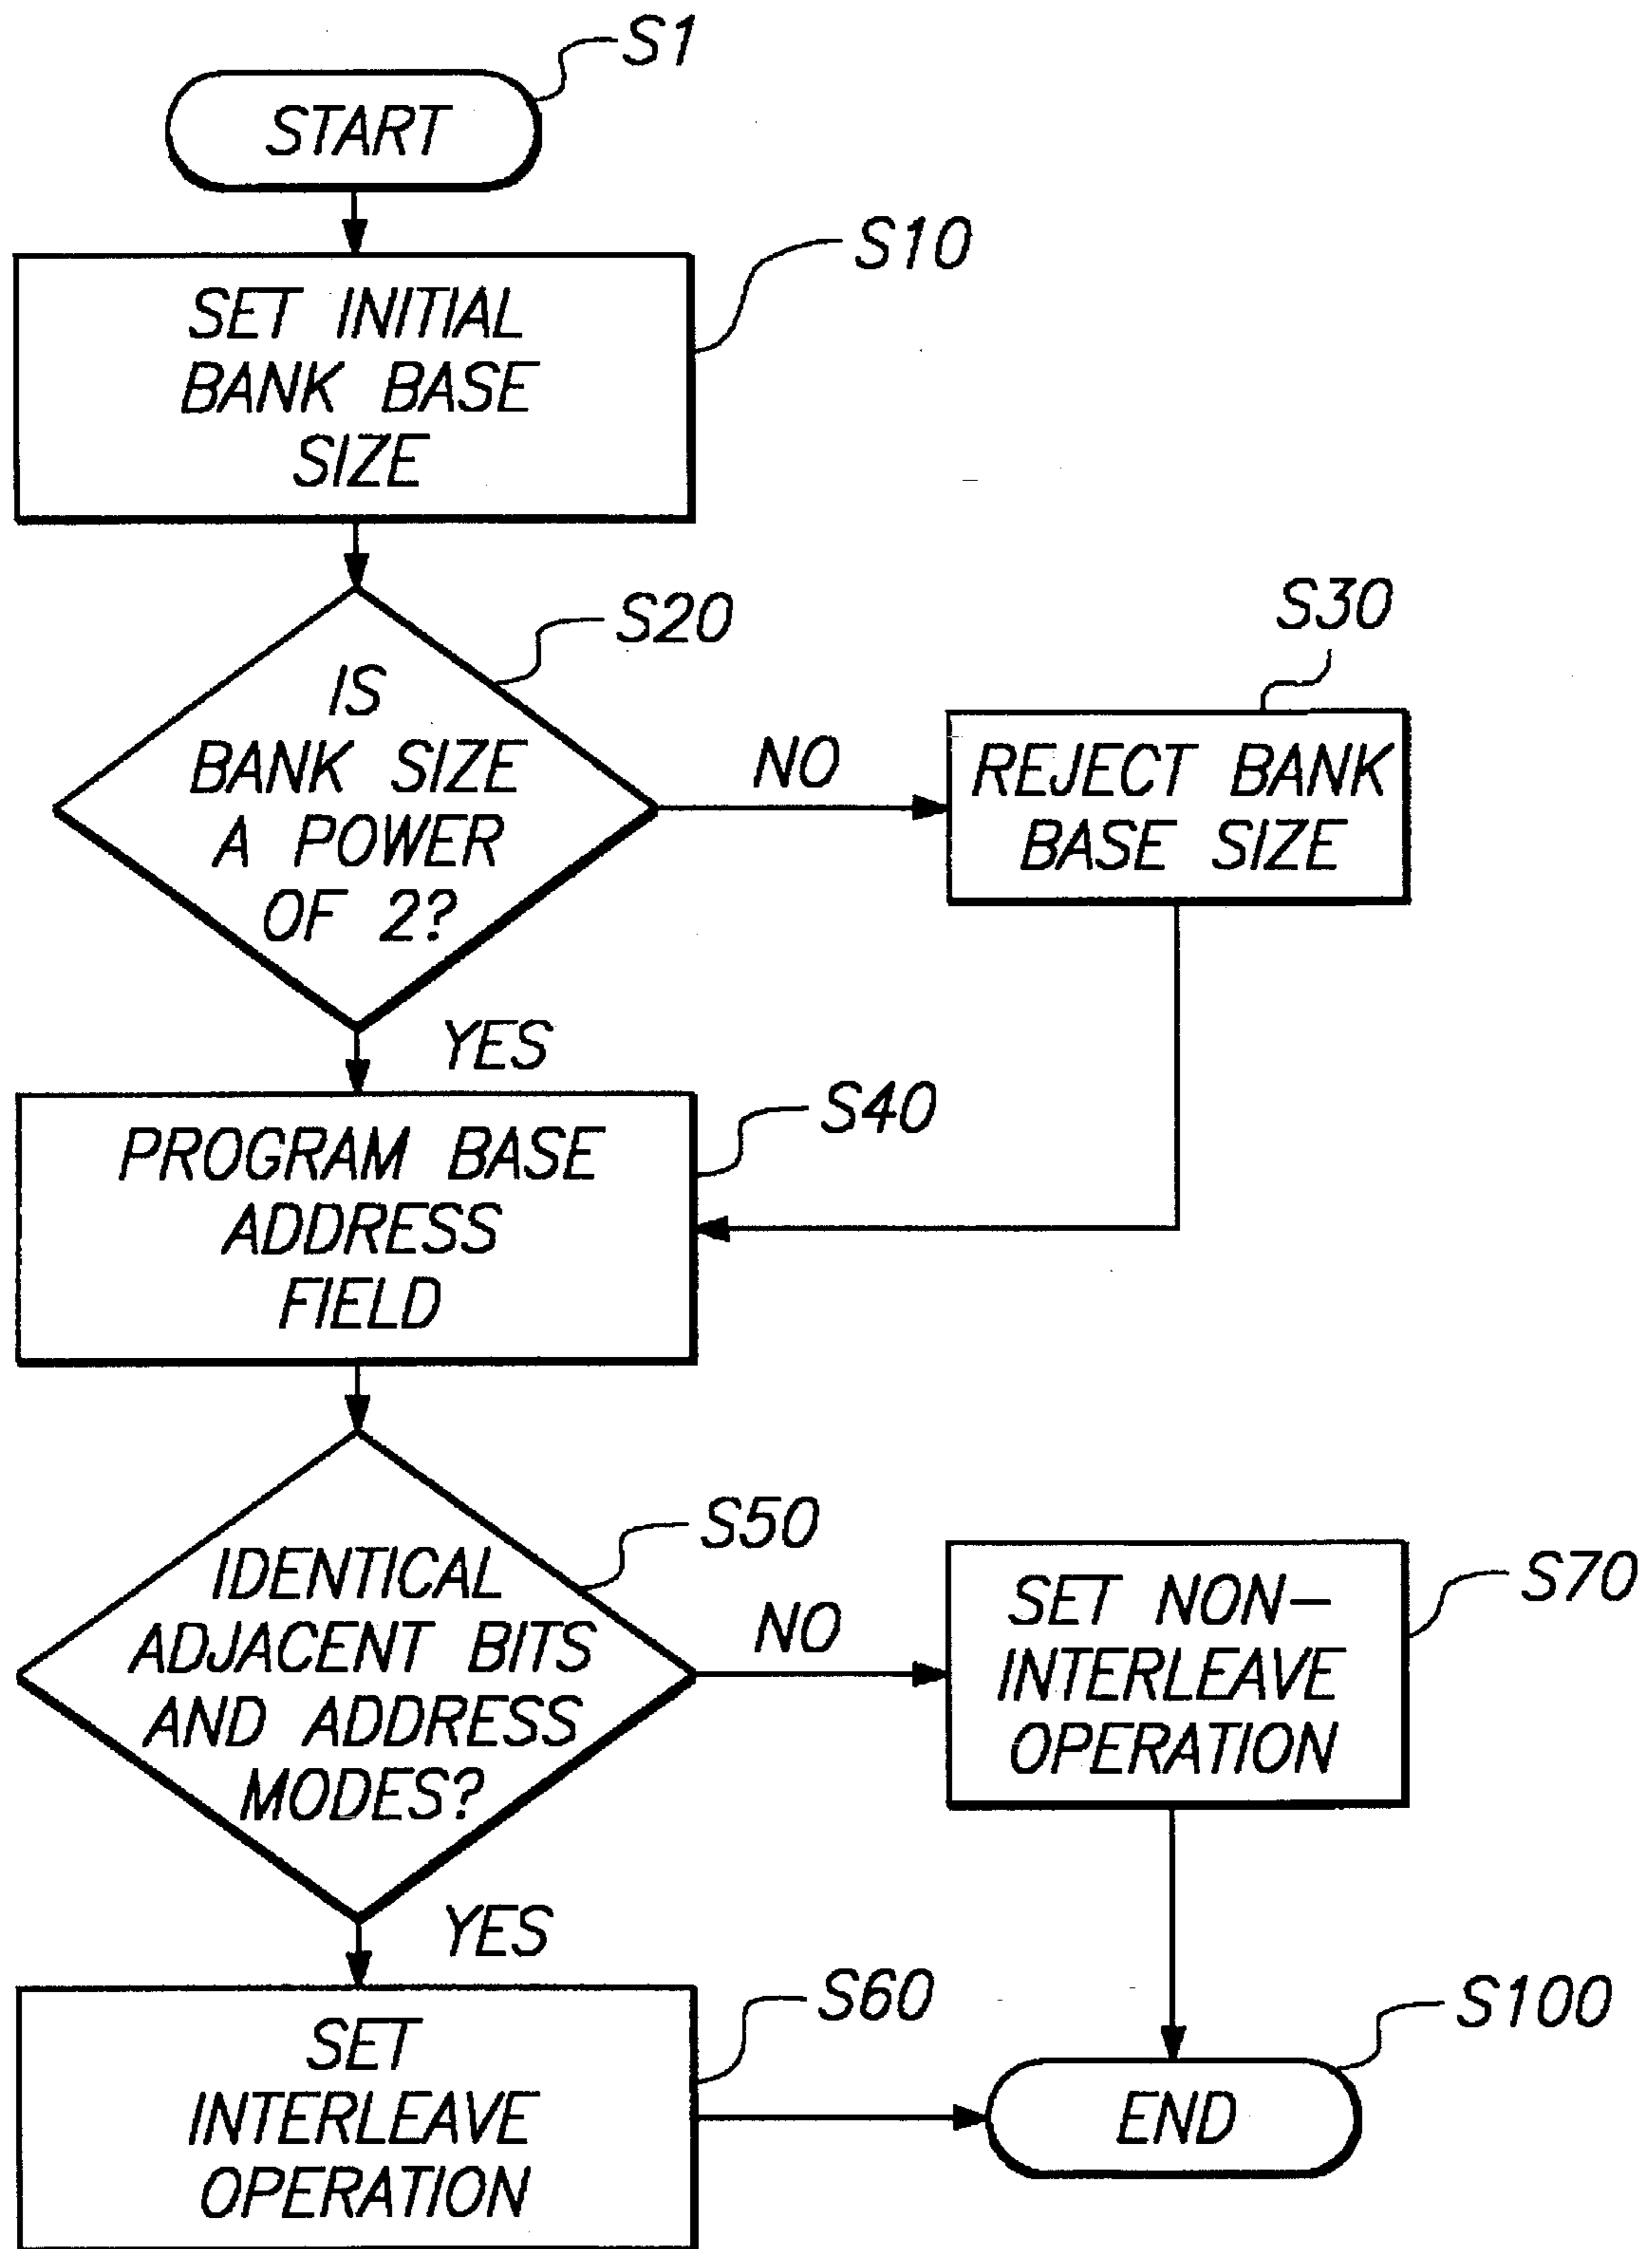 S1
START
S10
SET INITIAL
BANK BASE
SIZE
S20
IS
BANK SIZE
A POWER
OF 2?
NO
S30
REJECT BANK
BASE SIZE
YES
S40
PROGRAM BASE
ADDRESS
FIELD
S50
IDENTICAL
ADJACENT BITS
AND ADDRESS
MODES?
NO
S70
SET NON-
INTERLEAVE
OPERATION
YES
S60
SET
INTERLEAVE
OPERATION
S100
END